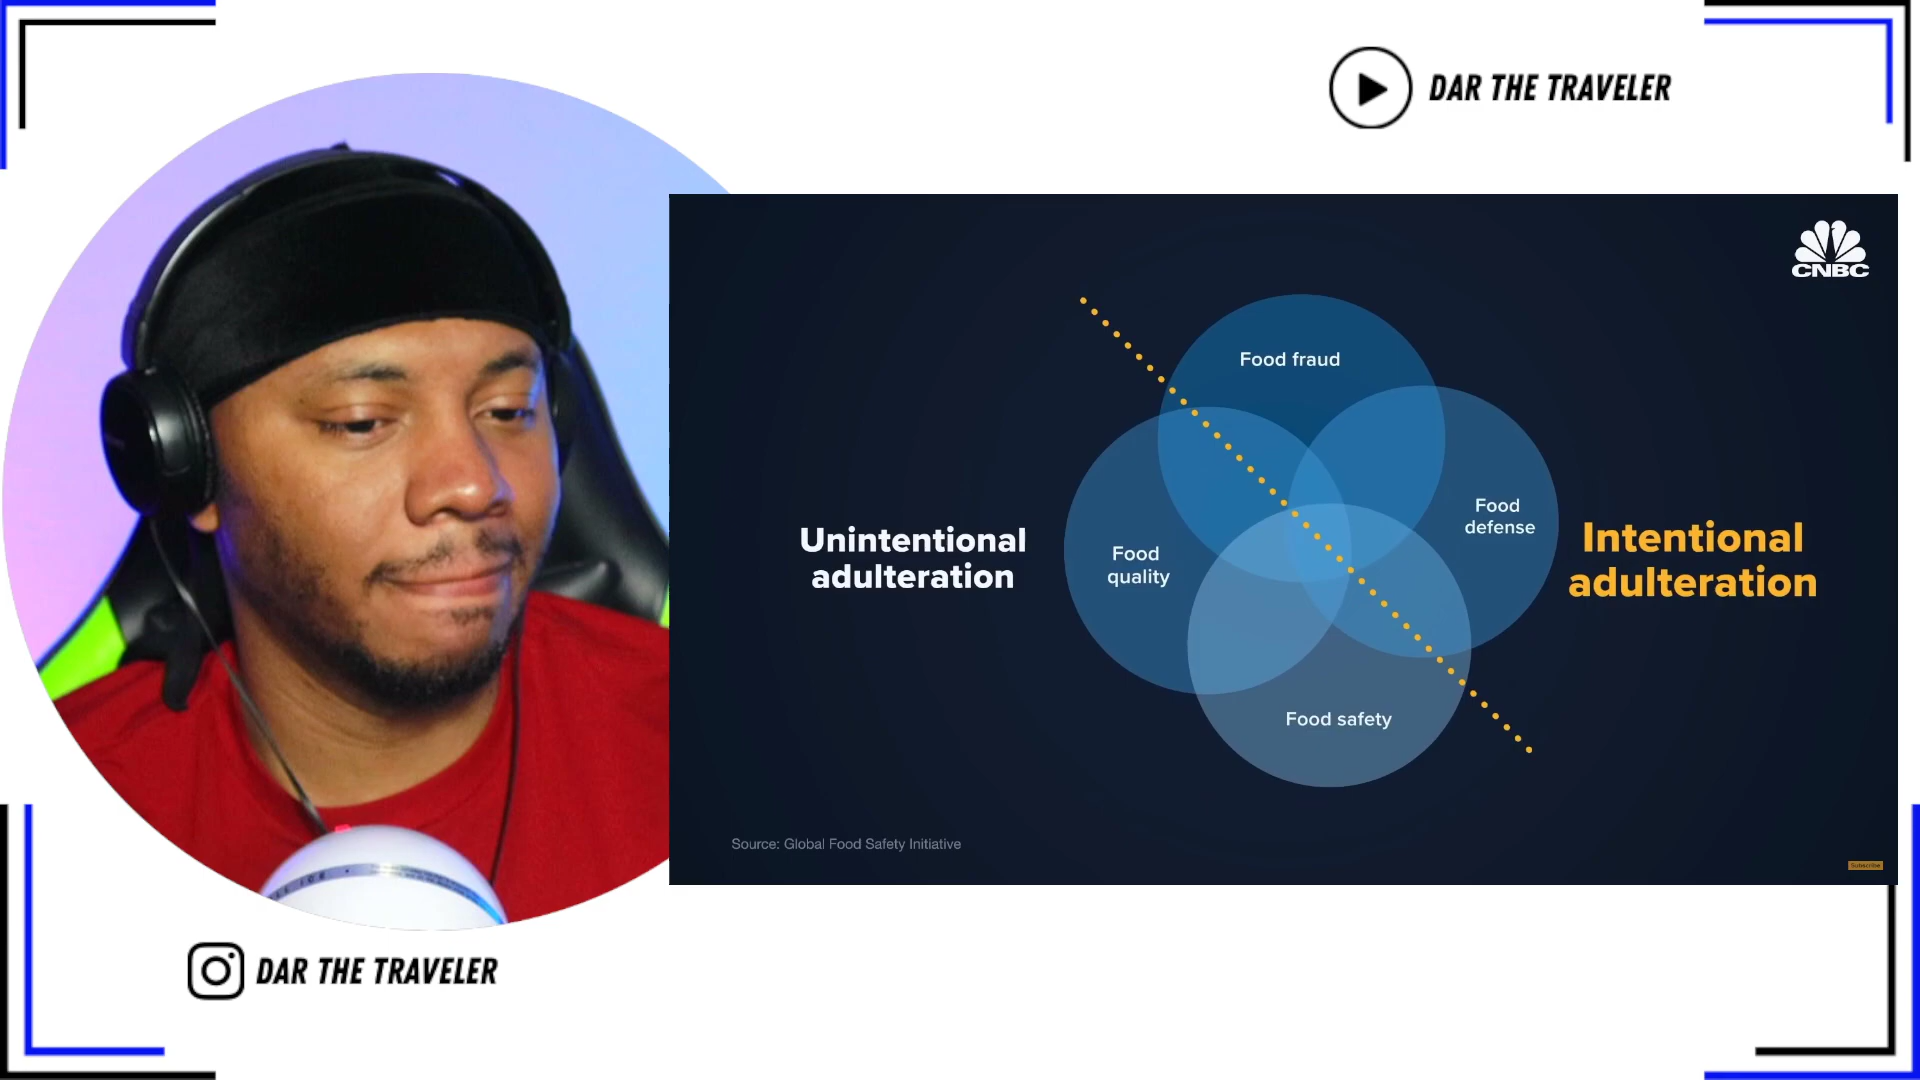 DAR THE TRAVELER
CNBC
Food fraud
Food
defense
Unintentional
adulteration
Food
quality
Intentional
adulteration
Food safety
Source: Global Food Safety Initiative
Subscribe
DAR THE TRAVELER